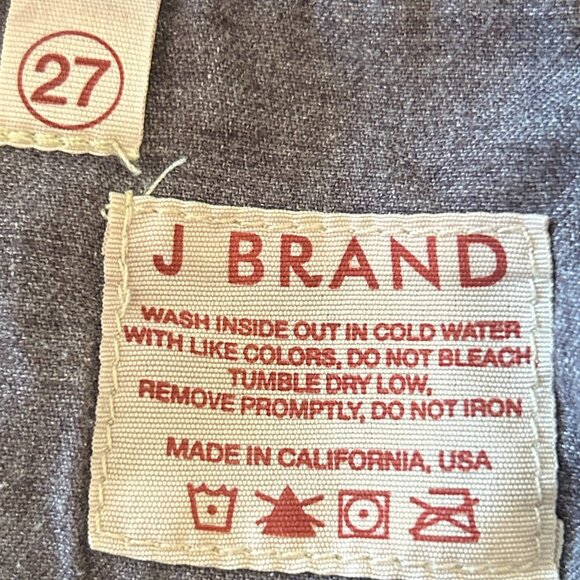 27
J BRAND
WASH INSIDE OUT IN COLD WATER
WITH LIKE COLORS, DO NOT BLEACH
TUMBLE DRY LOW,
REMOVE PROMPTLY, DO NOT IRON
MADE IN CALIFORNIA, USA